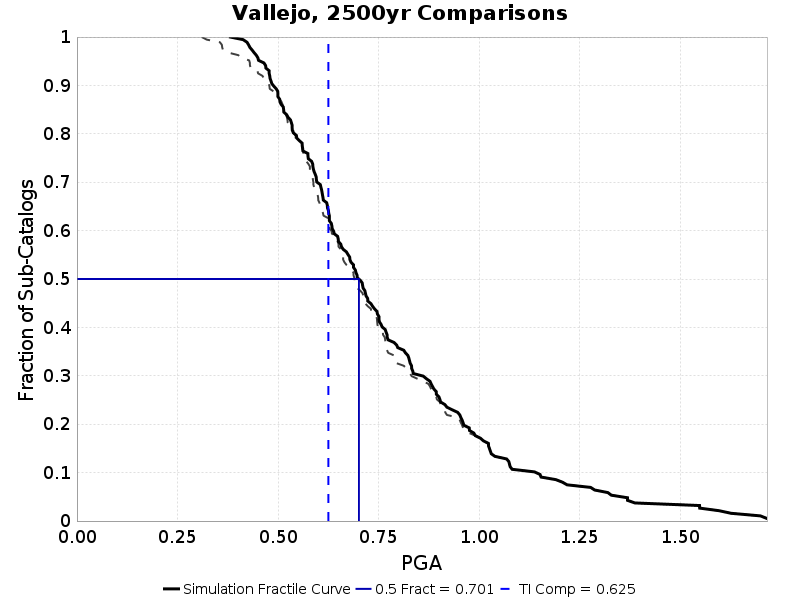 Vallejo, 2500yr Comparisons
Fraction of Sub-Catalogs
1
0.9
0.8
0.7
0.6
0.5
0.4
0.3
0.2
0.1
0
0.00 0.25 0.50 0.75 1.00 1.25 1.50
PGA
Simulation Fractile Curve 0.5 Fract = 0.701 TI Comp = 0.625